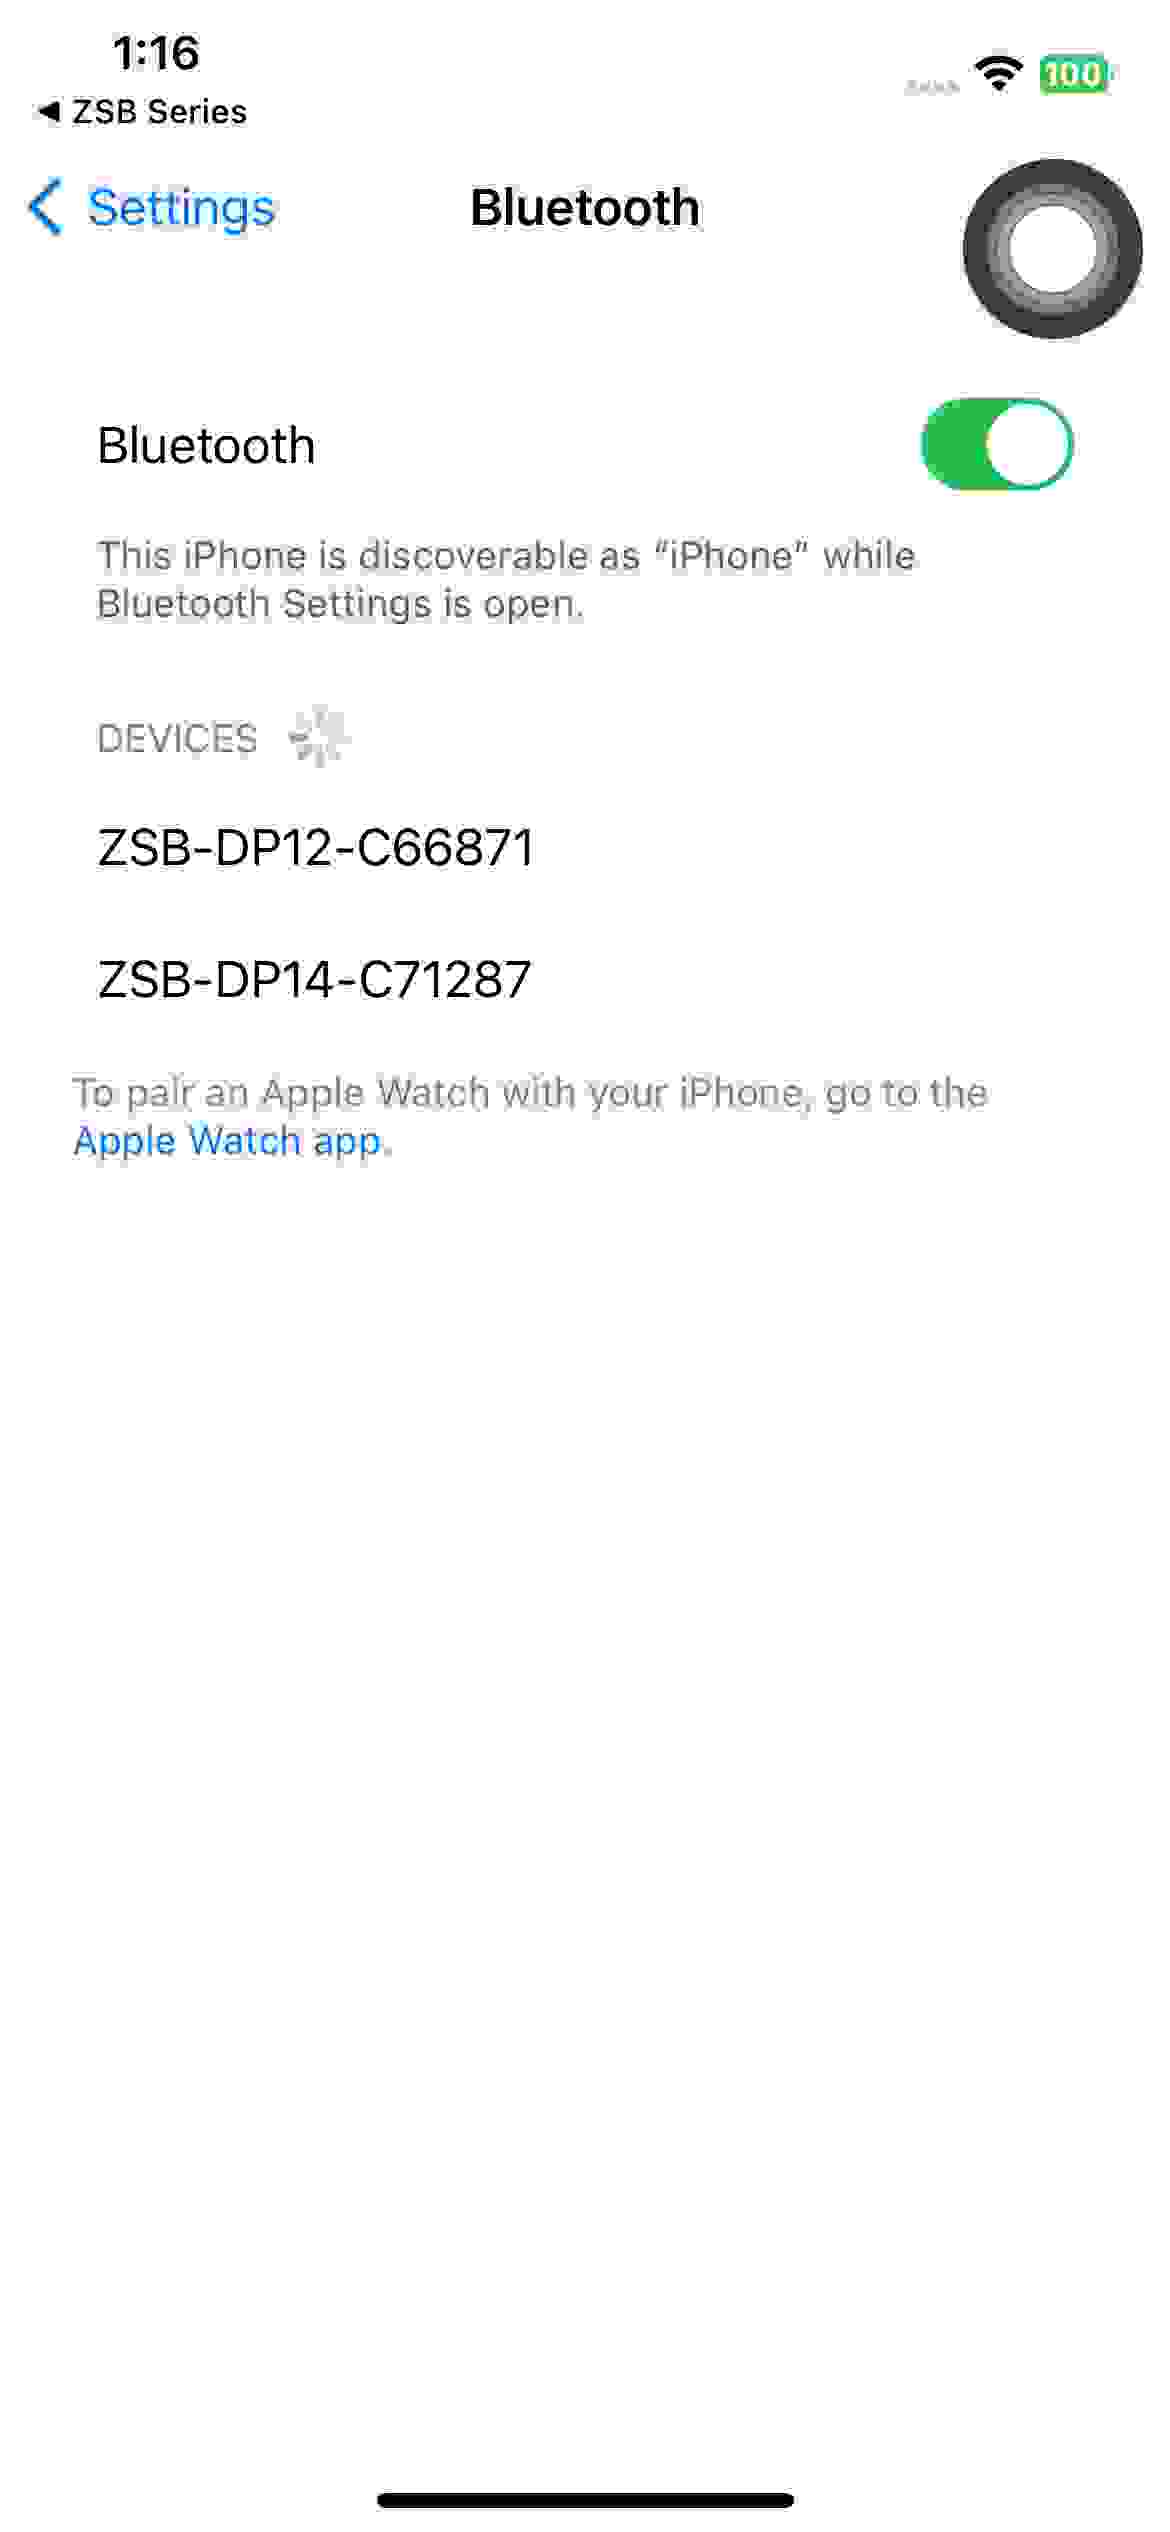 1:16
100
◀ ZSB Series
Settings
Bluetooth
Bluetooth
This iPhone is discoverable as “iPhone” while
Bluetooth Settings is open.
DEVICES
ZSB-DP12-C66871
ZSB-DP14-C71287
To pair an Apple Watch with your iPhone, go to the
Apple Watch app.